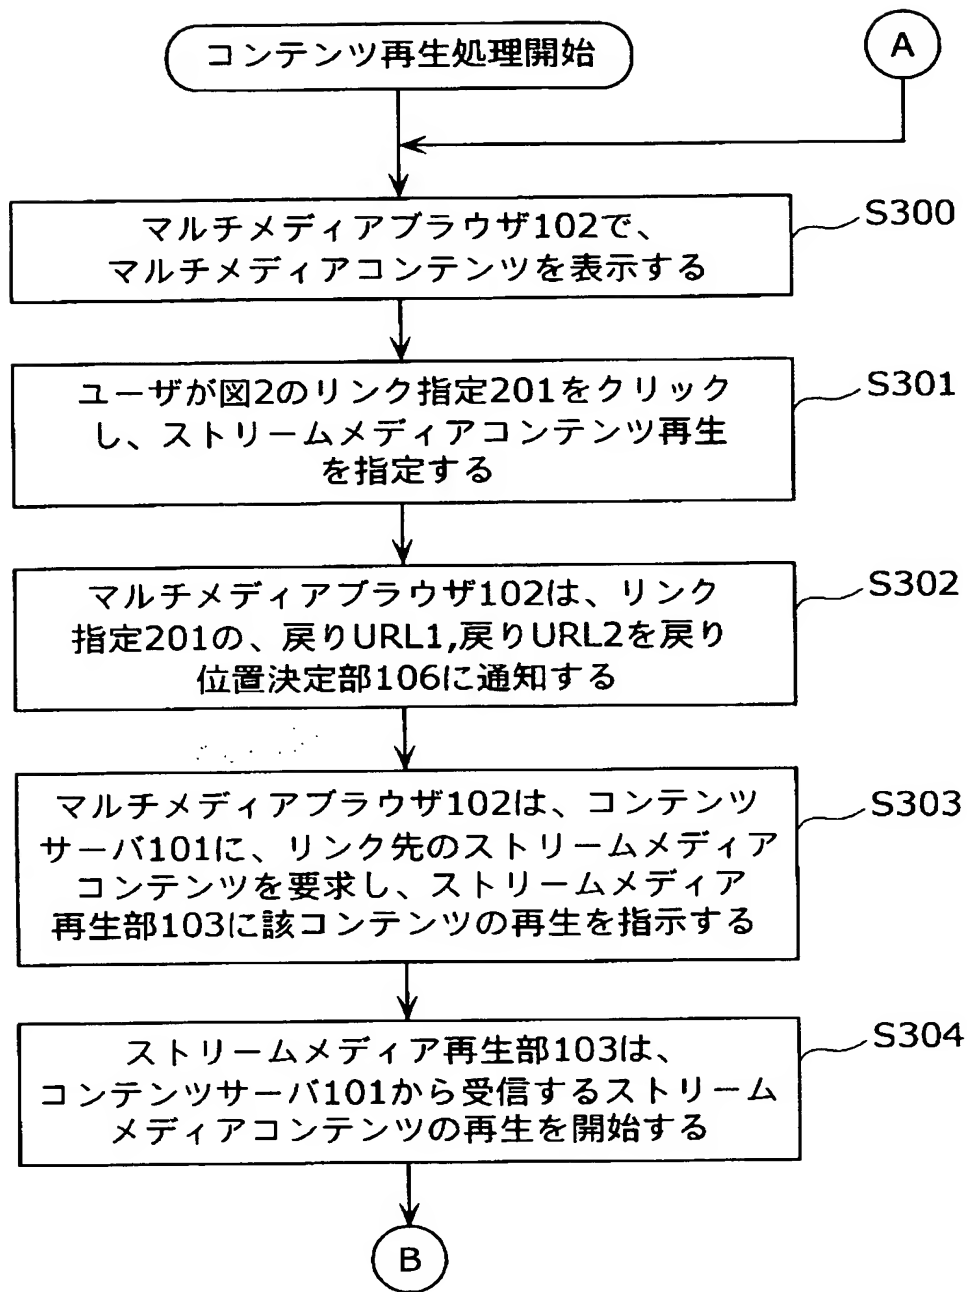 コンテンツ再生処理開始
A
S300
マルチメディアブラウザ102で、
マルチメディアコンテンツを表示する
S301
ユーザが図2のリンク指定201をクリック
し、ストリームメディアコンテンツ再生
を指定する
S302
マルチメディアブラウザ102は、リンク
指定201の、戻りURL1,戻りURL2を戻り
位置決定部106に通知する
S303
マルチメディアブラウザ102は、コンテンツ
サーバ101に、リンク先のストリームメディア
コンテンツを要求し、ストリームメディア
再生部103に該コンテンツの再生を指示する
S304
ストリームメディア再生部103は、
コンテンツサーバ101から受信するストリーム
メディアコンテンツの再生を開始する
B